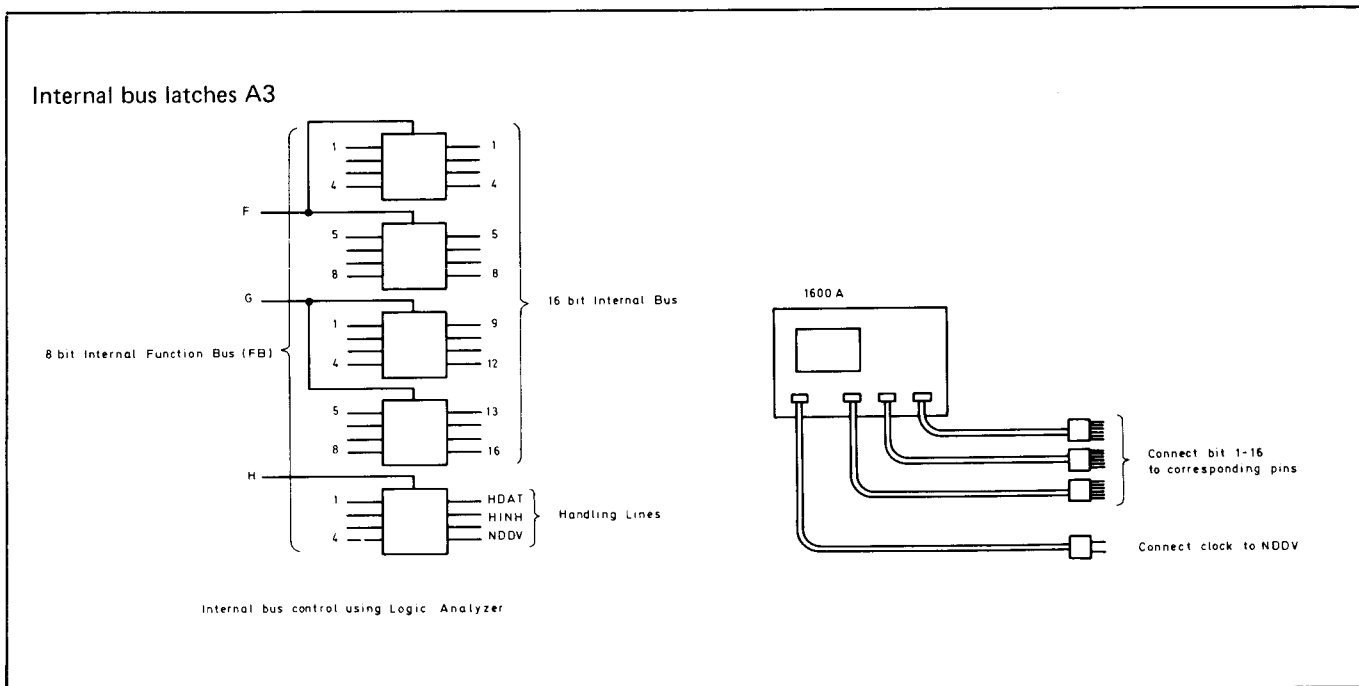 Internal bus latches A3
1
4
1
4
F
5
8
5
8
G
1
4
9
12
16 bit Internal Bus
8 bit Internal Function Bus (FB)
5
8
13
16
H
1
4
HDAT
HINH
NDDV
Handling Lines
Internal bus control using Logic Analyzer
1600 A
Connect bit 1-16
to corresponding pins
Connect clock to NDDV